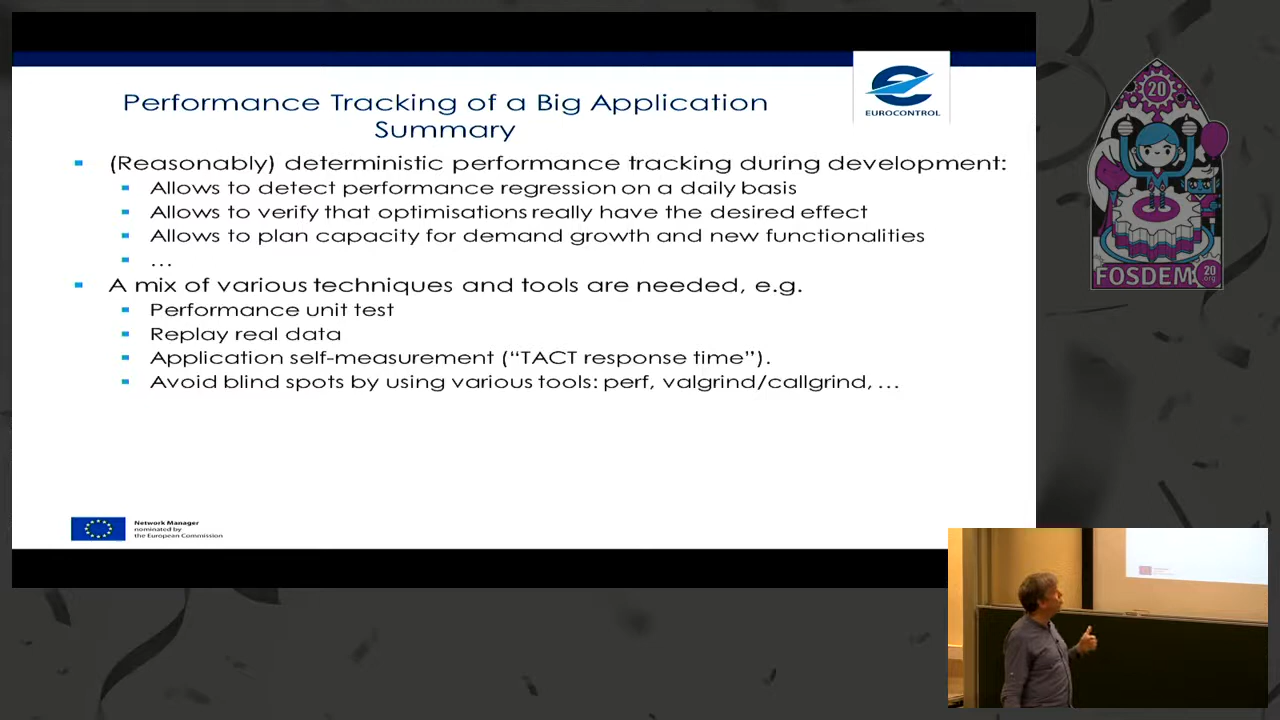 Performance Tracking of a Big Application
Summary
EUROCONTROL
(Reasonably) deterministic performance tracking during development:
Allows to detect performance regression on a daily basis
Allows to verify that optimisations really have the desired effect
Allows to plan capacity for demand growth and new functionalities
…
A mix of various techniques and tools are needed, e.g.
Performance unit test
Replay real data
Application self-measurement (“TACT response time”).
Avoid blind spots by using various tools: perf, valgrind/callgrind, …
Network Manager
nominated by
the European Commission
20
FOSDEM
20
.org